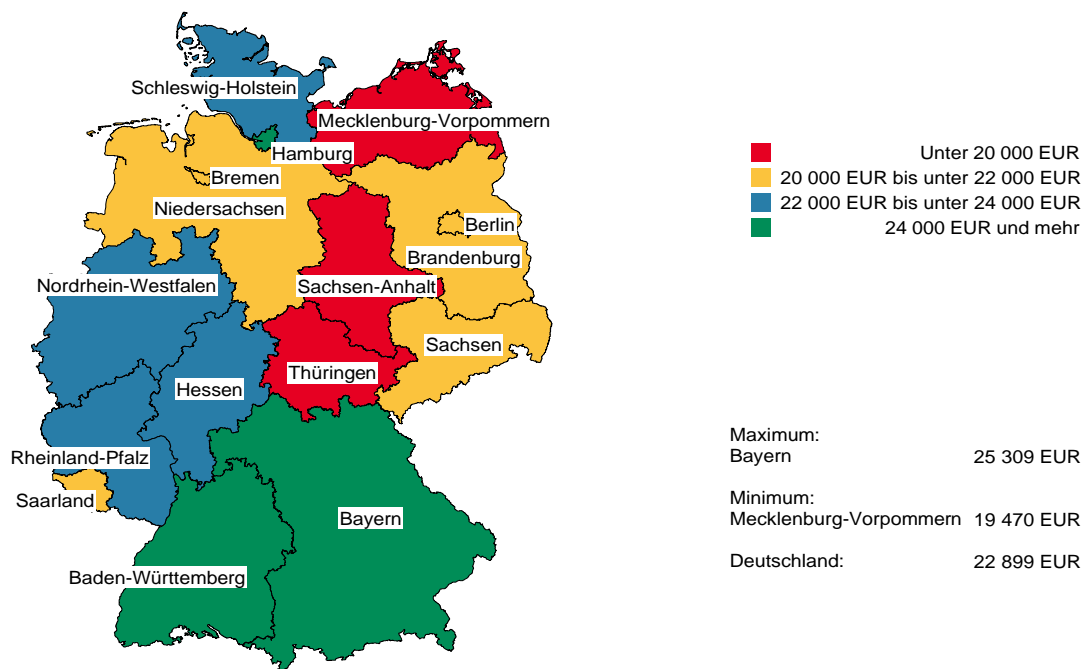 Schleswig-Holstein
Mecklenburg-Vorpommern
Hamburg
Bremen
Niedersachsen
Berlin
Brandenburg
Nordrhein-Westfalen
Sachsen-Anhalt
Sachsen
Thüringen
Hessen
Rheinland-Pfalz
Saarland
Bayern
Baden-Württemberg
Unter 20 000 EUR
20 000 EUR bis unter 22 000 EUR
22 000 EUR bis unter 24 000 EUR
24 000 EUR und mehr
Maximum:
Bayern 25 309 EUR
Minimum:
Mecklenburg-Vorpommern 19 470 EUR
Deutschland: 22 899 EUR